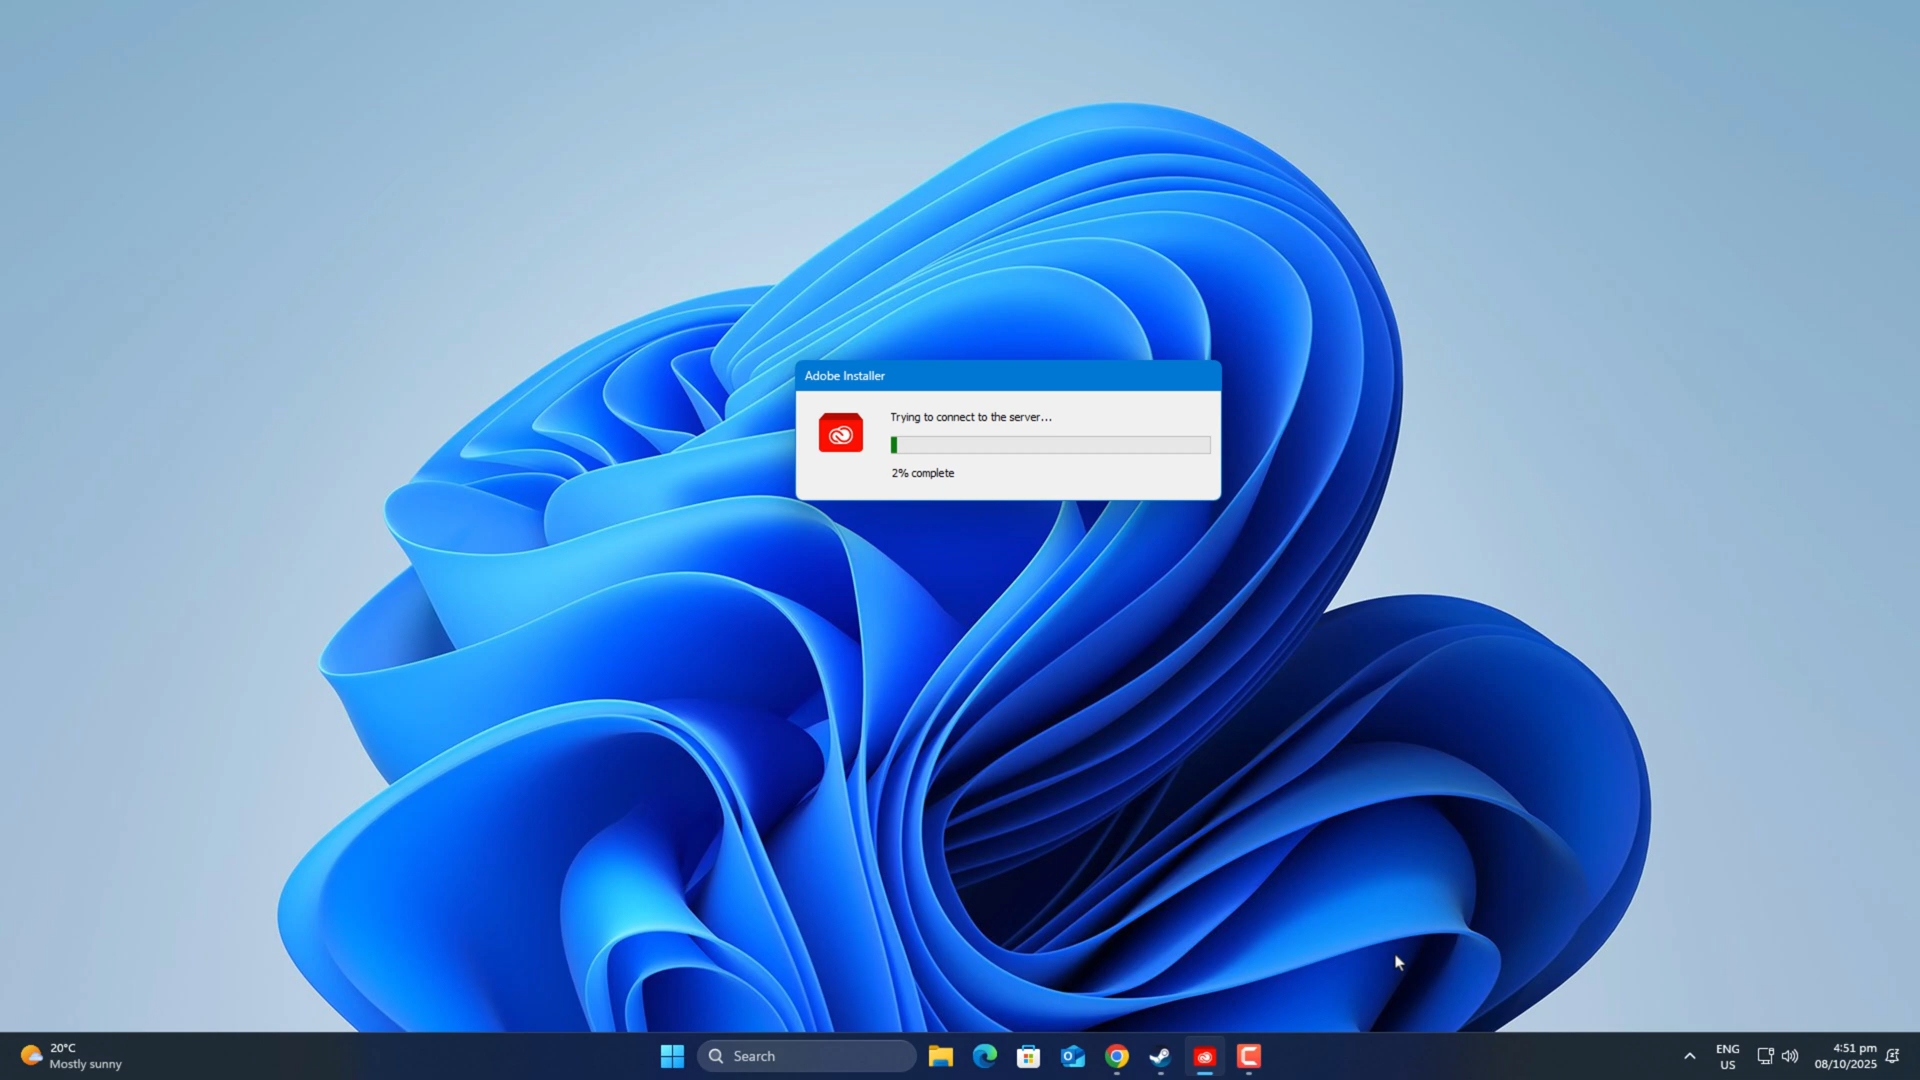 Adobe Installer
Trying to connect to the server...
2% complete
20°C
Mostly sunny
Search
ENG
US
4:51 pm
08/10/2025